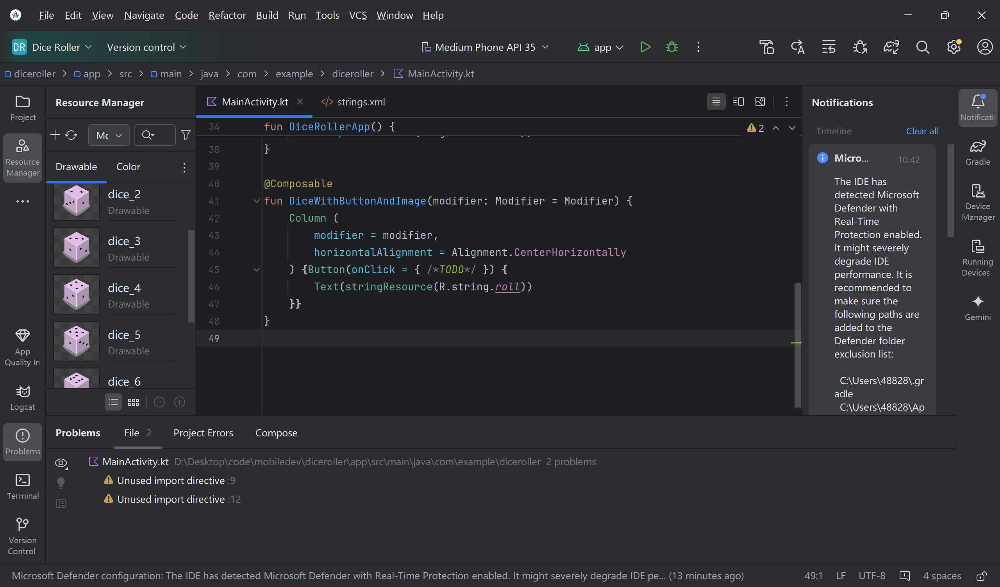 File Edit View Navigate Code Refactor Build Run Tools VCS Window Help
DR Dice Roller Version control Medium Phone API 35 app
diceroller app src main java com example diceroller MainActivity.kt
Project
Resource Manager
Logcat
Problems
Terminal
Version Control
App Quality In
Resource Manager
Mc
Drawable Color
dice_2
Drawable
dice_3
Drawable
dice_4
Drawable
dice_5
Drawable
dice_6
MainActivity.kt strings.xml
34 fun DiceRollerApp() {
2
38 }
39
40 @Composable
41 fun DiceWithButtonAndImage(modifier: Modifier = Modifier) {
42 Column (
43 modifier = modifier,
44 horizontalAlignment = Alignment.CenterHorizontally
45 ) {Button(onClick = { /*TODO*/ }) {
46 Text(stringResource(R.string.roll))
47 }}
48 }
49
Notifications
Timeline Clear all
Micro... 10:42
The IDE has
detected Microsoft
Defender with
Real-Time
Protection enabled.
It might severely
degrade IDE
performance. It is
recommended to
make sure the
following paths are
added to the
Defender folder
exclusion list:
C:\Users\48828\.gr
adle
C:\Users\48828\Ap
Notificati
Gradle
Device
Manager
Running
Devices
Gemini
Problems File 2 Project Errors Compose
MainActivity.kt D:\Desktop\code\mobiledev\diceroller\app\src\main\java\com\example\diceroller 2 problems
Unused import directive :9
Unused import directive :12
Microsoft Defender configuration: The IDE has detected Microsoft Defender with Real-Time Protection enabled. It might severely degrade IDE pe... (13 minutes ago) 49:1 LF UTF-8 4 spaces